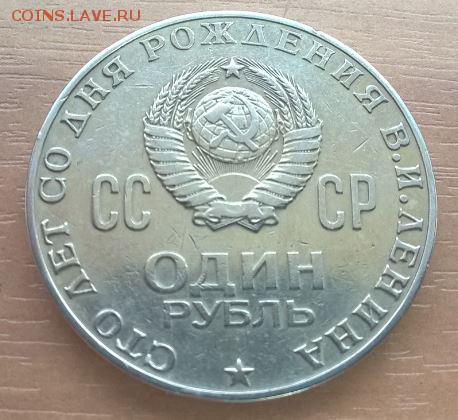 COINS.LAVE.RU
СТО ЛЕТ СО ДНЯ РОЖДЕНИЯ В.И.ЛЕНИНА
СС СР
ОДИН
РУБЛЬ